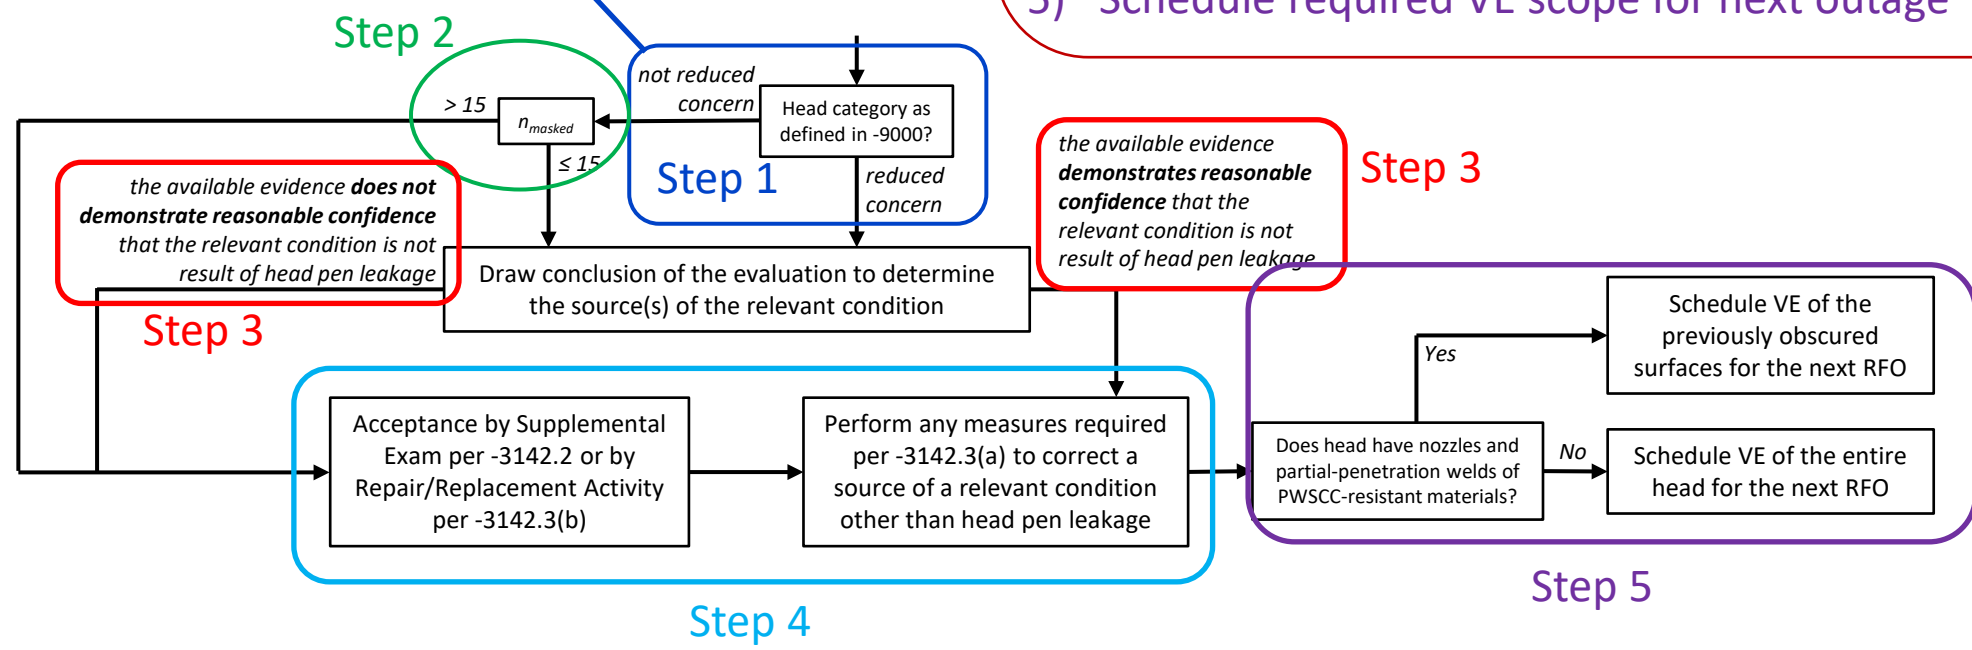 5) Schedule required VE scope for next outage
Step 2
not reduced
concern
> 15
n_masked
≤ 15
Head category as
defined in -9000?
Step 1
reduced
concern
the available evidence
demonstrates reasonable
confidence that the
relevant condition is not
result of head pen leakage
Step 3
the available evidence does not
demonstrate reasonable confidence
that the relevant condition is not
result of head pen leakage
Step 3
Draw conclusion of the evaluation to determine
the source(s) of the relevant condition
Acceptance by Supplemental
Exam per -3142.2 or by
Repair/Replacement Activity
per -3142.3(b)
Perform any measures required
per -3142.3(a) to correct a
source of a relevant condition
other than head pen leakage
Step 4
Does head have nozzles and
partial-penetration welds of
PWSCC-resistant materials?
Yes
Schedule VE of the
previously obscured
surfaces for the next RFO
No
Schedule VE of the entire
head for the next RFO
Step 5